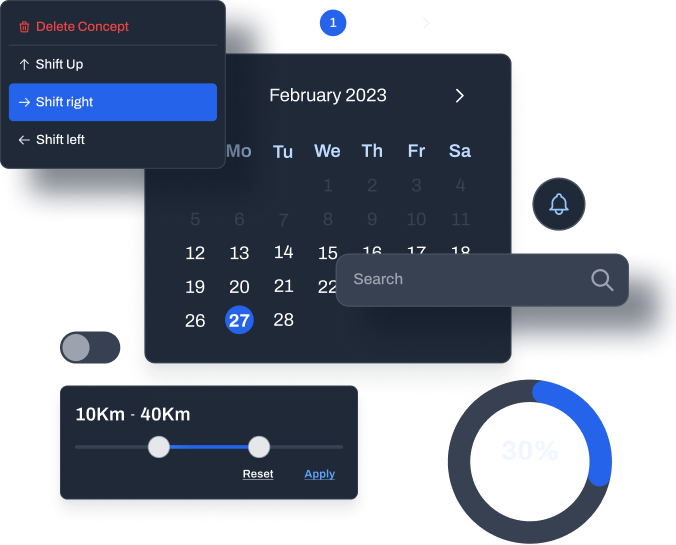 Delete Concept
Shift Up
Shift right
Shift left
1
February 2023
Mo Tu We Th Fr Sa
1 2 3 4
5 6 7 8 9 10 11
12 13 14 15 16 17 18
19 20 21 22
26 27 28
Search
10Km - 40Km
Reset Apply
30%